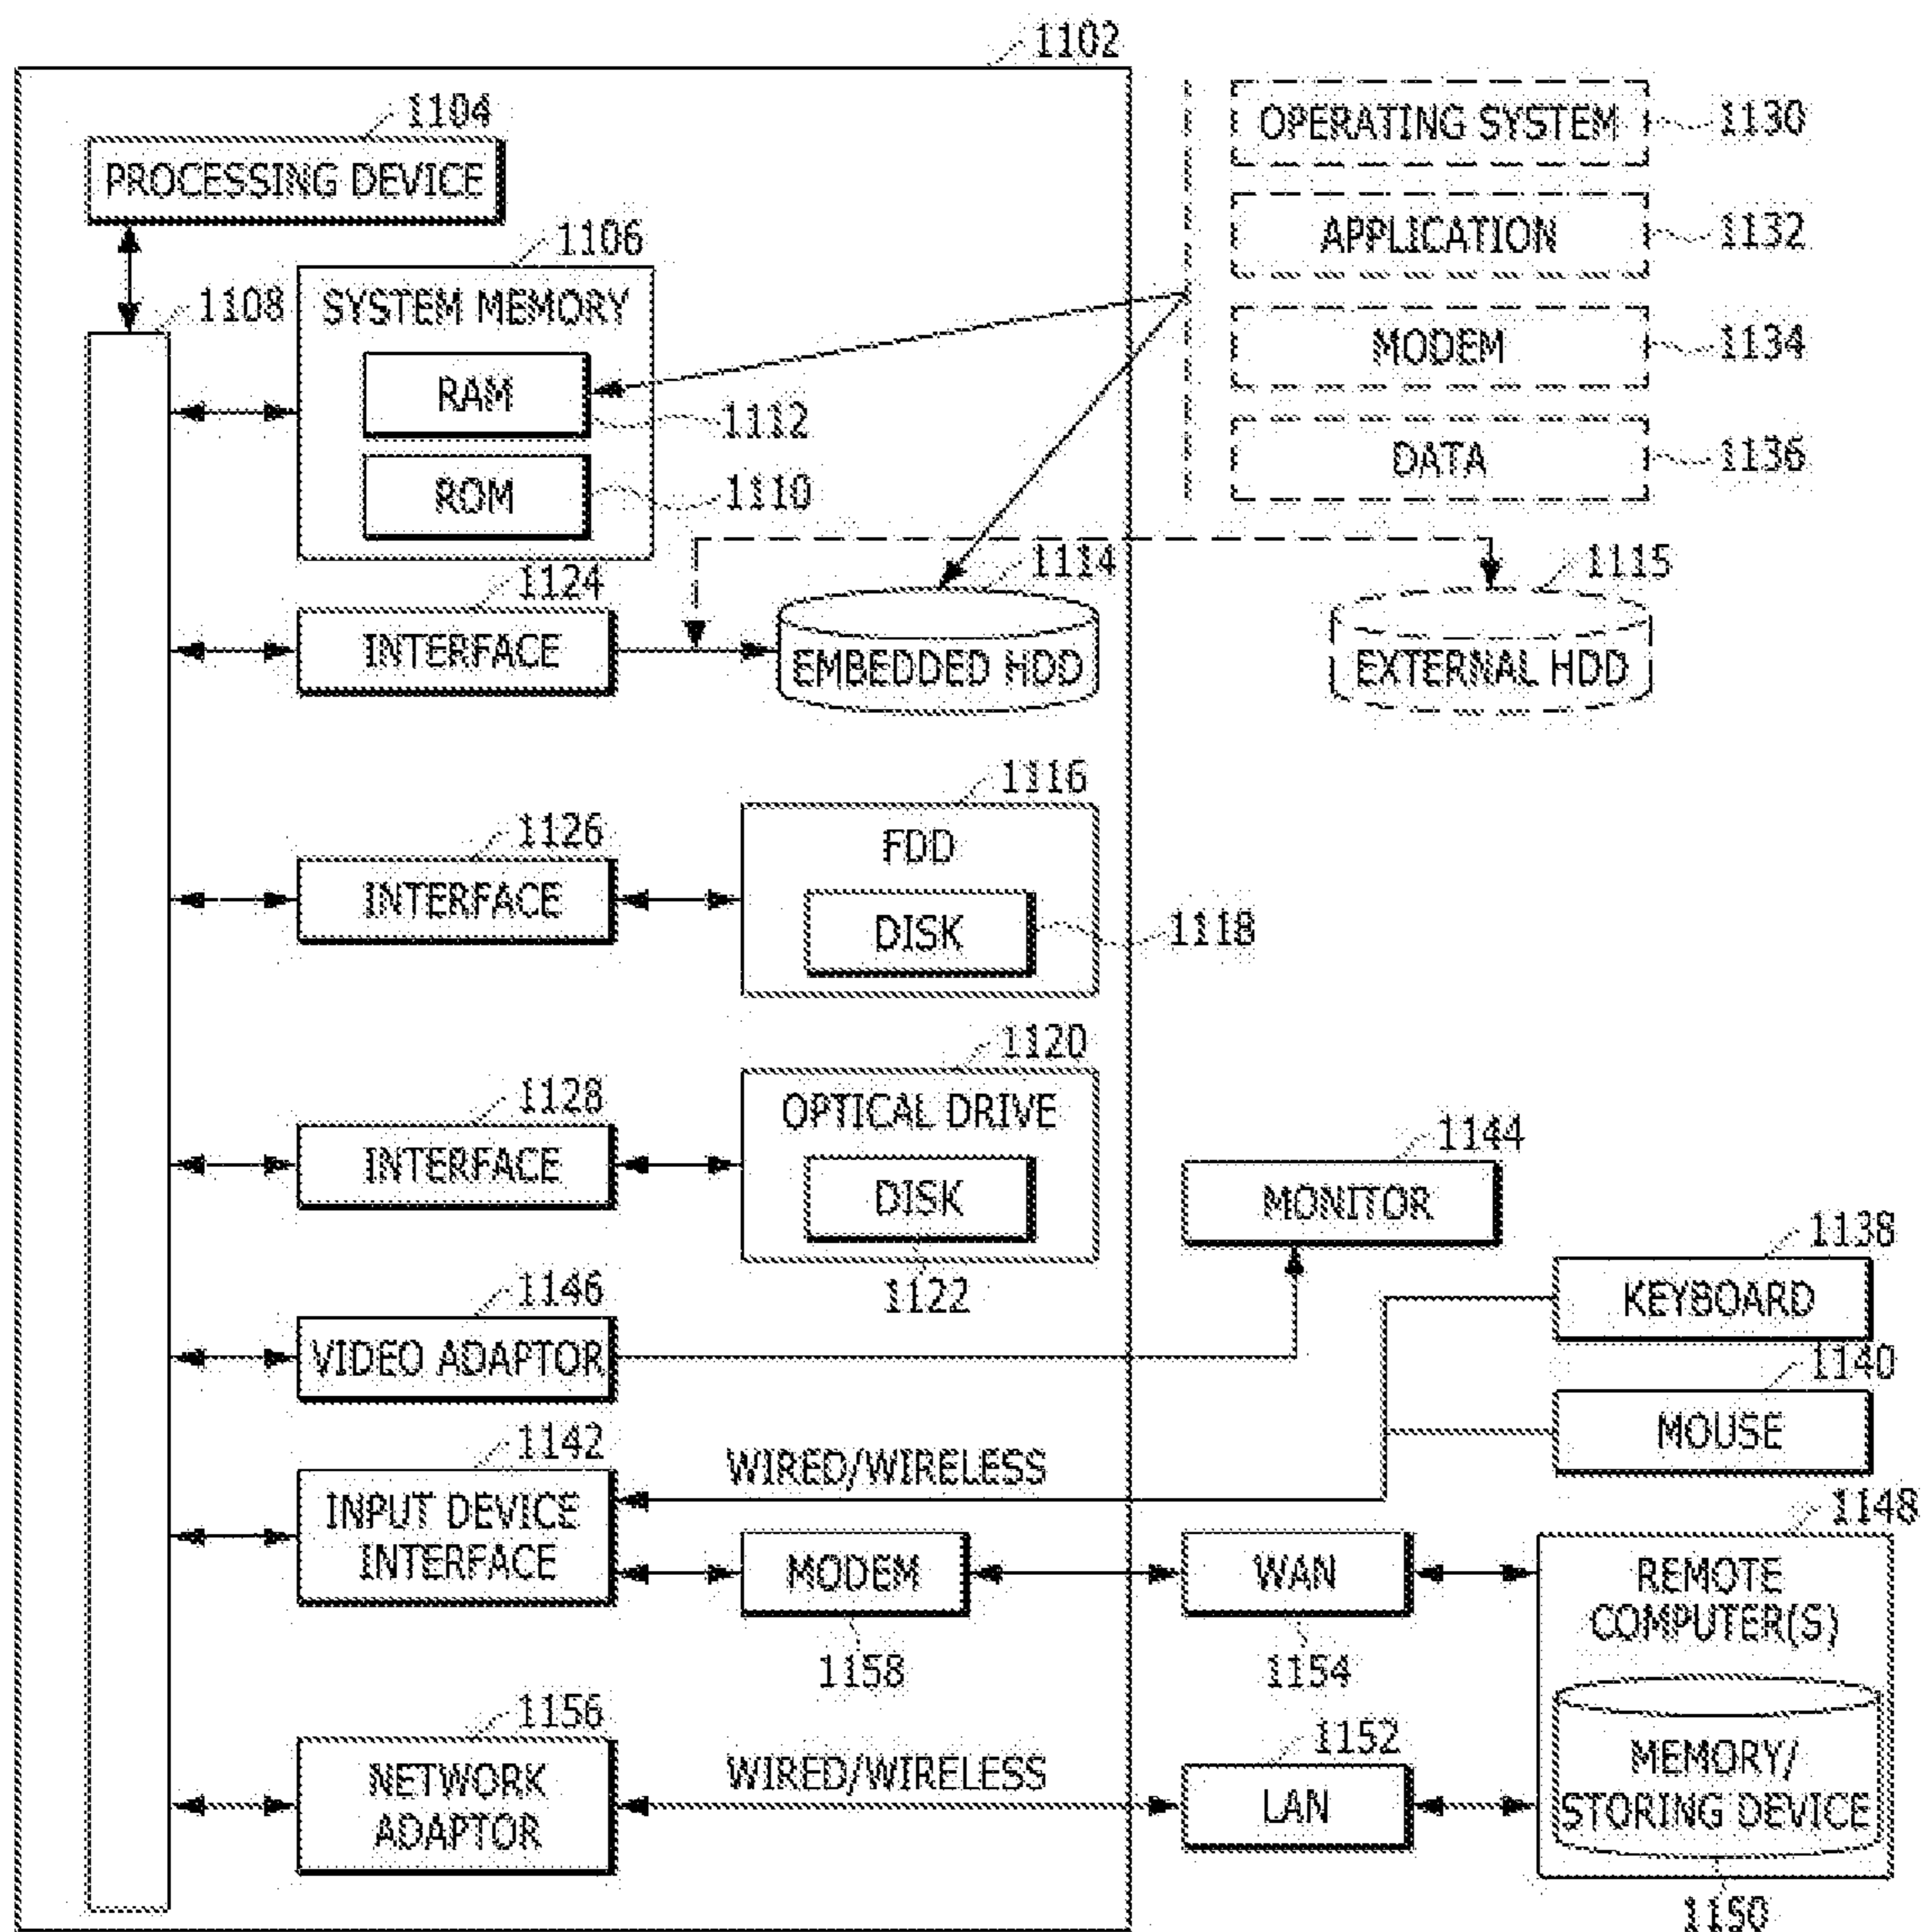 1102
1104
PROCESSING DEVICE
1106
1108
SYSTEM MEMORY
RAM
1112
ROM
1110
OPERATING SYSTEM
1130
APPLICATION
1132
MODEM
1134
DATA
1136
1124
INTERFACE
1114
EMBEDDED HDD
1115
EXTERNAL HDD
1126
INTERFACE
1116
FDD
DISK
1118
1128
INTERFACE
1120
OPTICAL DRIVE
DISK
1122
1144
MONITOR
1138
KEYBOARD
1140
MOUSE
1146
VIDEO ADAPTOR
1142
INPUT DEVICE
INTERFACE
WIRED/WIRELESS
MODEM
1158
WAN
1154
1148
REMOTE
COMPUTER(S)
MEMORY/
STORING DEVICE
1150
1156
NETWORK
ADAPTOR
WIRED/WIRELESS
1152
LAN